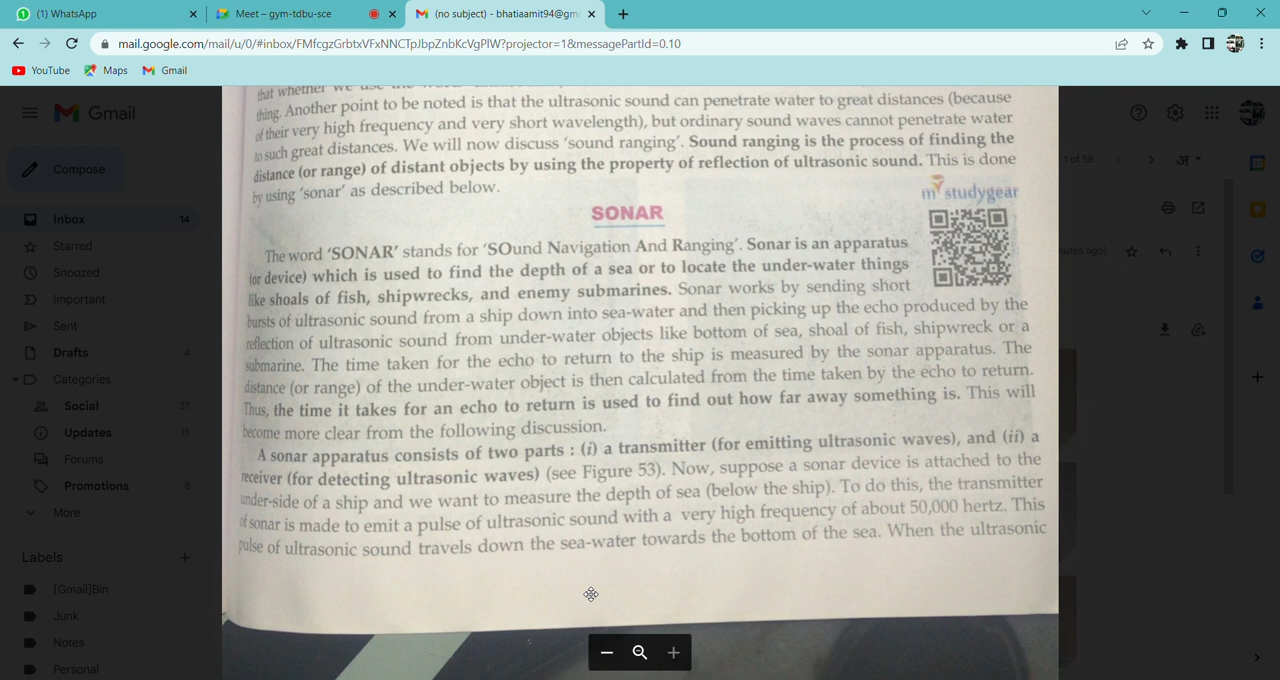 (1) WhatsApp
Meet – gym-tdbu-sce
(no subject) - bhatiaamit94@gm
mail.google.com/mail/u/0/#inbox/FMfcgzGrbtxVFxNNCTpJbpZnbKcVgPlW?projector=1&messagePartId=0.10
YouTube
Maps
Gmail
Gmail
Compose
Inbox 14
Starred
Snoozed
Important
Sent
Drafts 4
Categories
Social 27
Updates 15
Forums
Promotions 8
More
Labels
[Gmail]Bin
Junk
Notes
Personal
that whether we use the
thing. Another point to be noted is that the ultrasonic sound can penetrate water to great distances (because
of their very high frequency and very short wavelength), but ordinary sound waves cannot penetrate water
to such great distances. We will now discuss ‘sound ranging’. Sound ranging is the process of finding the
distance (or range) of distant objects by using the property of reflection of ultrasonic sound. This is done
by using ‘sonar’ as described below.
m studygear
SONAR
The word ‘SONAR’ stands for ‘SOund Navigation And Ranging’. Sonar is an apparatus
(or device) which is used to find the depth of a sea or to locate the under-water things
like shoals of fish, shipwrecks, and enemy submarines. Sonar works by sending short
bursts of ultrasonic sound from a ship down into sea-water and then picking up the echo produced by the
reflection of ultrasonic sound from under-water objects like bottom of sea, shoal of fish, shipwreck or a
submarine. The time taken for the echo to return to the ship is measured by the sonar apparatus. The
distance (or range) of the under-water object is then calculated from the time taken by the echo to return.
Thus, the time it takes for an echo to return is used to find out how far away something is. This will
become more clear from the following discussion.
A sonar apparatus consists of two parts : (i) a transmitter (for emitting ultrasonic waves), and (ii) a
receiver (for detecting ultrasonic waves) (see Figure 53). Now, suppose a sonar device is attached to the
under-side of a ship and we want to measure the depth of sea (below the ship). To do this, the transmitter
of sonar is made to emit a pulse of ultrasonic sound with a very high frequency of about 50,000 hertz. This
pulse of ultrasonic sound travels down the sea-water towards the bottom of the sea. When the ultrasonic
1 of 58
अ
nutes ago)